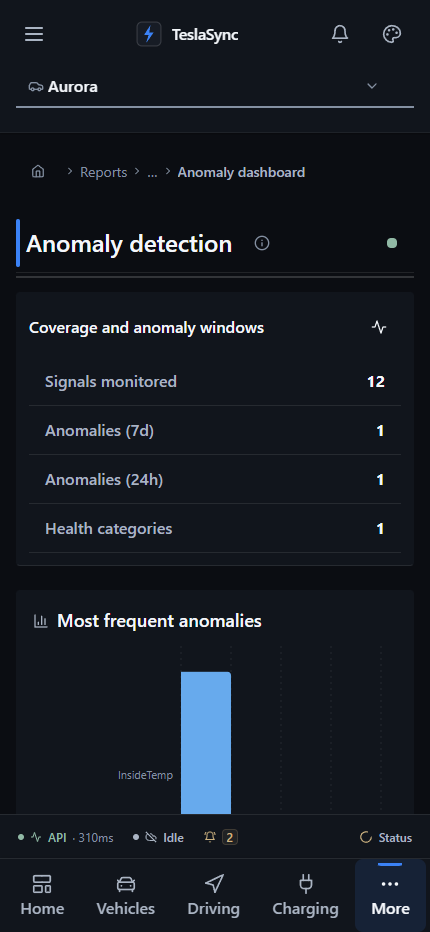 TeslaSync
Aurora
Reports ... Anomaly dashboard
Anomaly detection
Coverage and anomaly windows
Signals monitored 12
Anomalies (7d) 1
Anomalies (24h) 1
Health categories 1
Most frequent anomalies
InsideTemp
API · 310ms Idle 2 Status
Home Vehicles Driving Charging More